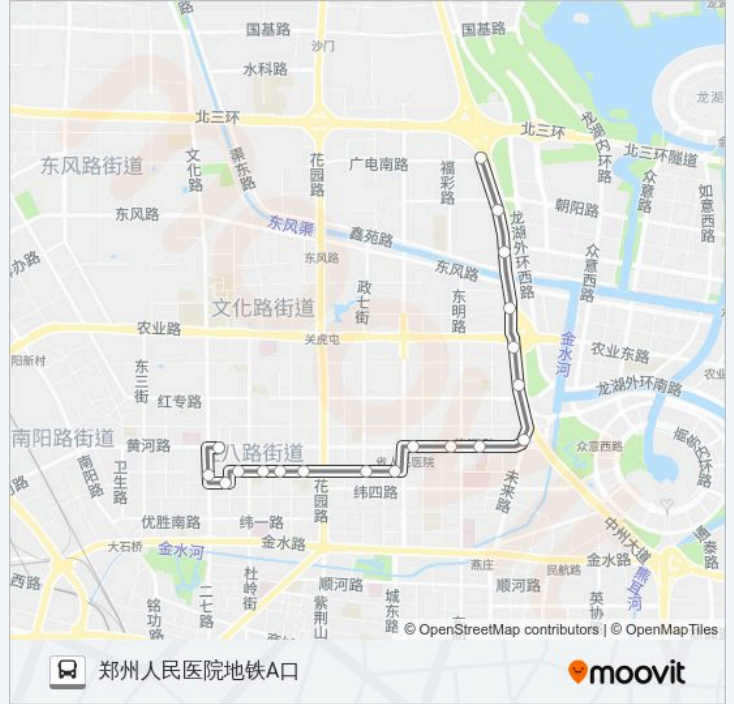 路
国基路
国基路
沙门
水科路
龙湖
北三环
北三环
龙湖内环路
北三环隧道
东风路街道
文化路
渠东路
花园路
广电南路
福彩路
众意路
如意西路
东风路
东风渠
鑫苑路
朝阳路
龙湖外环西路
东风路
东风路
众意西路
办路
文化路街道
政七街
东明路
农业路
关虎屯
金水河
农业东路
阳新村
东三街
农业
红专路
龙湖外环南路
南阳路街道
黄河路
八路街道
众意西路
南阳路
卫生路
省人民医院
未来路
花园路
纬四路
优胜南路
纬一路
中州大道
通泰路
大石桥
金水河
金水路
燕庄
民航路
金水路
熊耳河
西路
杜岭街
顺河路
顺河路
铭功路
二七路
紫荆山
城东路
英协
© OpenStreetMap contributors | © OpenMapTiles
郑州人民医院地铁A口
moovit